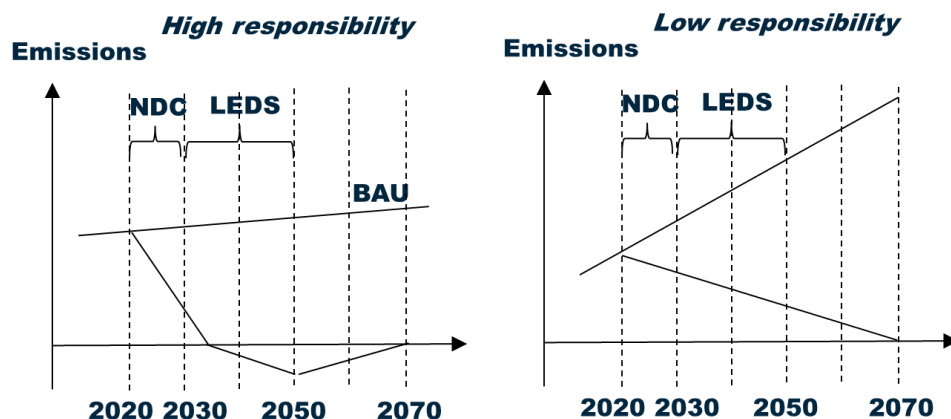 High responsibility
Emissions
NDC LEDS
BAU
2020 2030 2050 2070
Low responsibility
Emissions
NDC LEDS
2020 2030 2050 2070